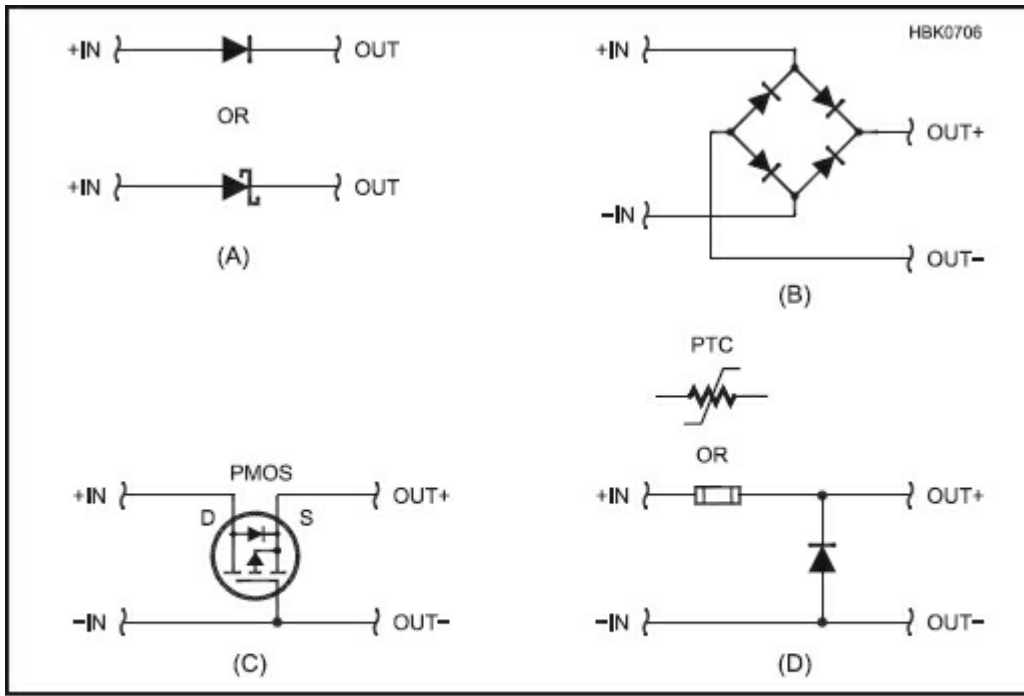 HBK0706
+IN
OUT
OR
+IN
OUT
(A)
+IN
OUT+
−IN
OUT−
(B)
PMOS
+IN
OUT+
D
S
−IN
OUT−
(C)
PTC
OR
+IN
OUT+
−IN
OUT−
(D)